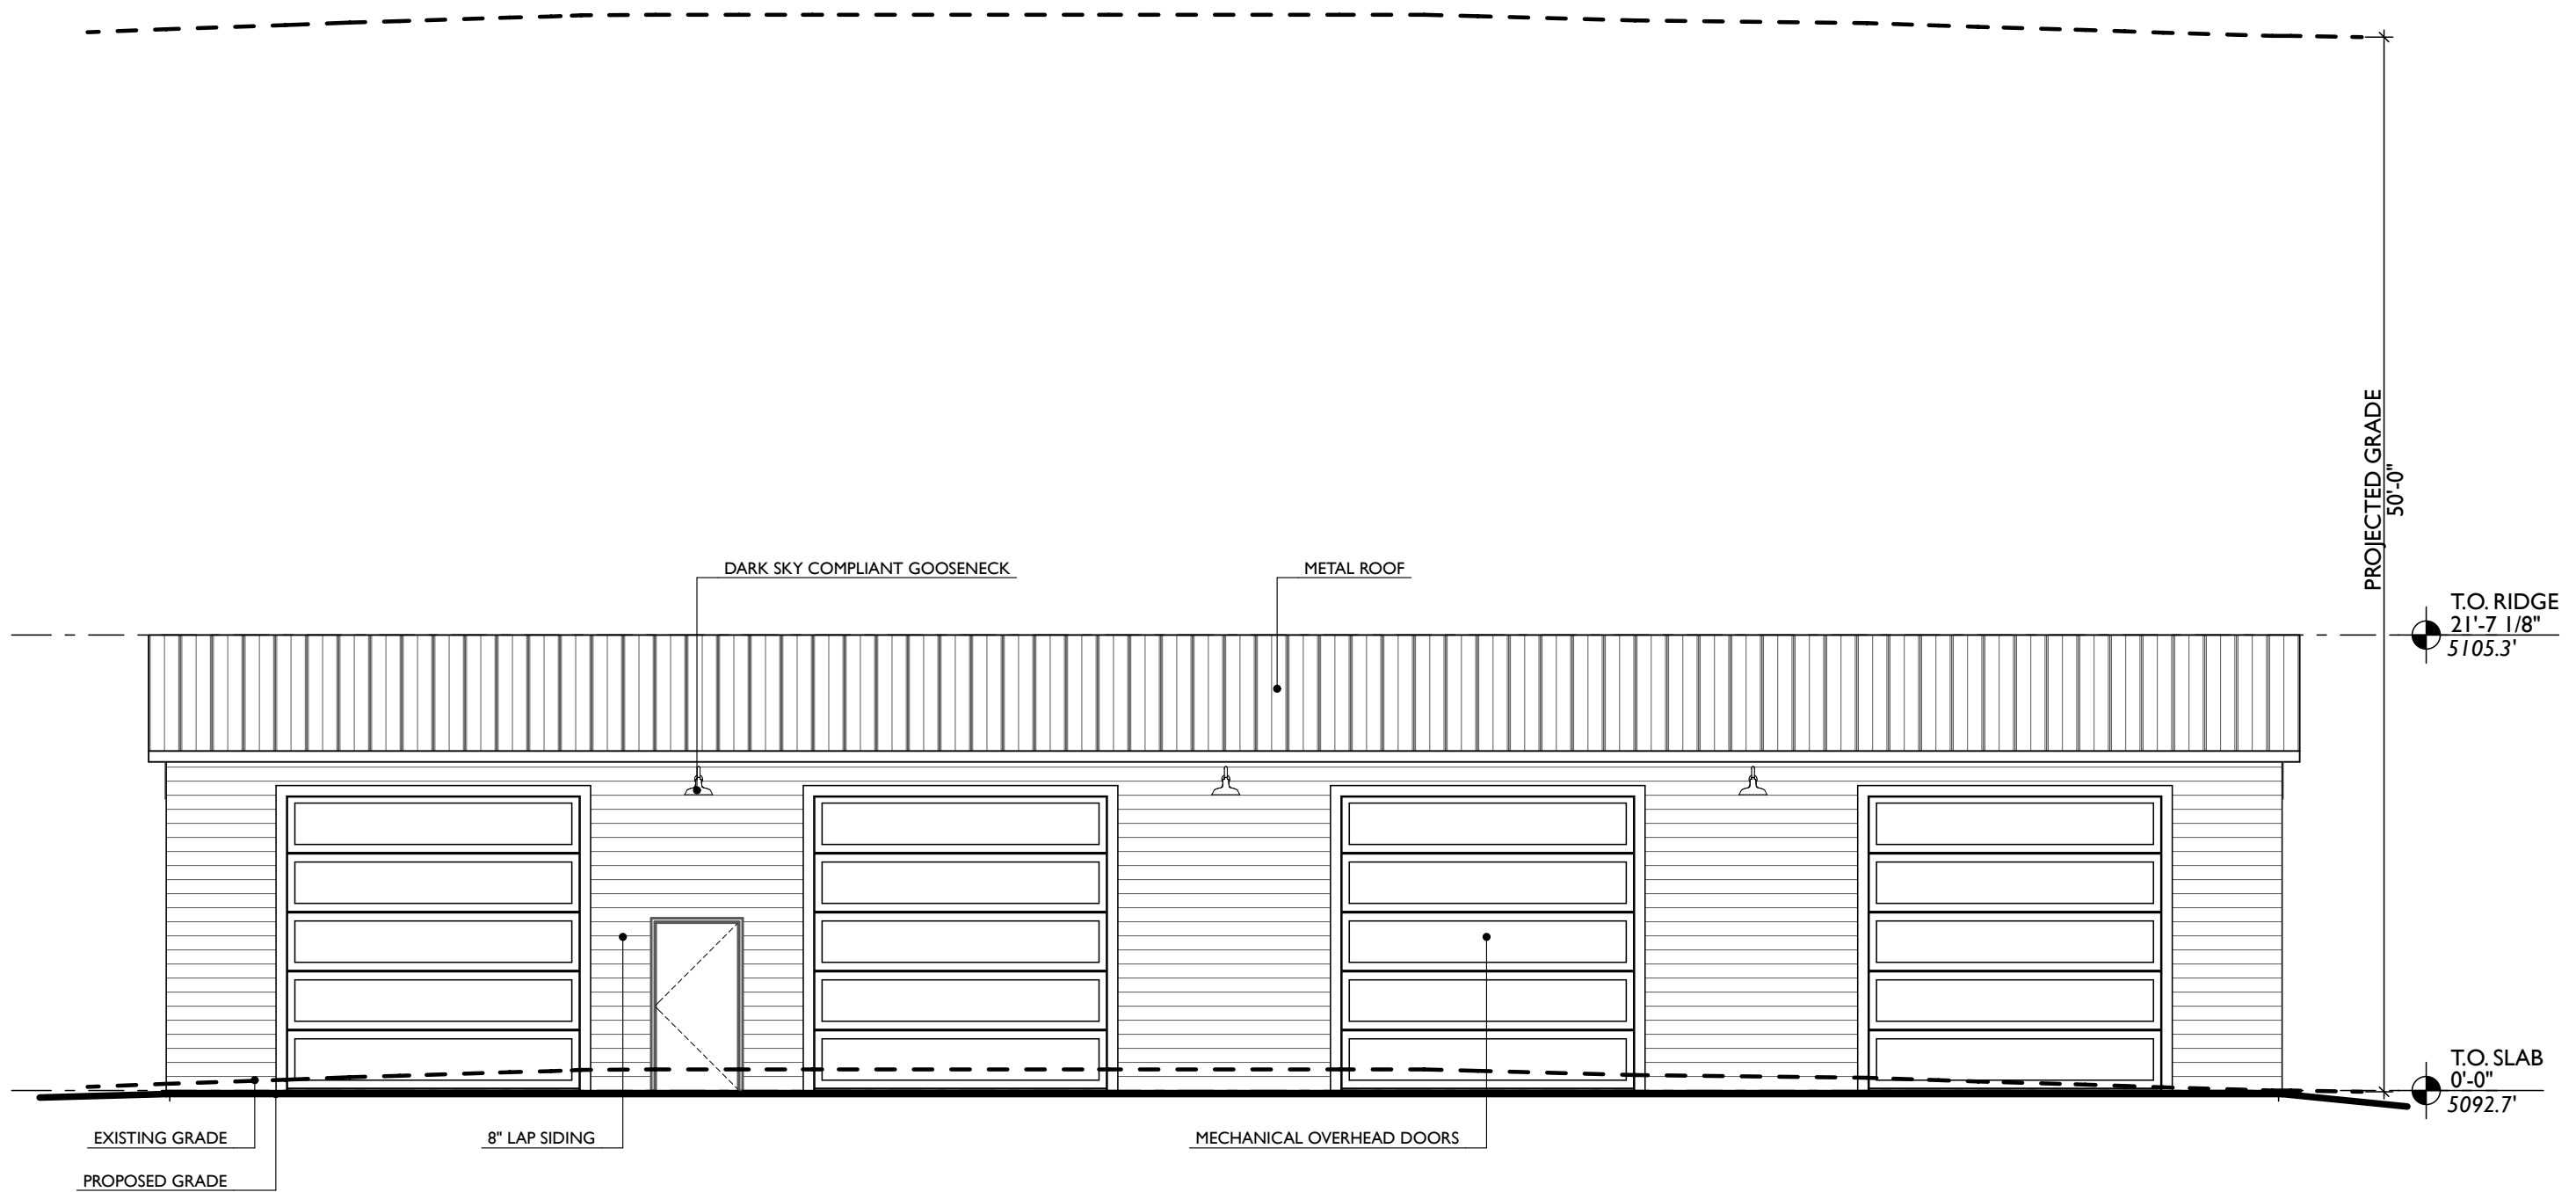 PROJECTED GRADE
50'-0"
DARK SKY COMPLIANT GOOSENECK
METAL ROOF
T.O. RIDGE
21'-7 1/8"
5105.3'
T.O. SLAB
0'-0"
5092.7'
EXISTING GRADE
8" LAP SIDING
MECHANICAL OVERHEAD DOORS
PROPOSED GRADE